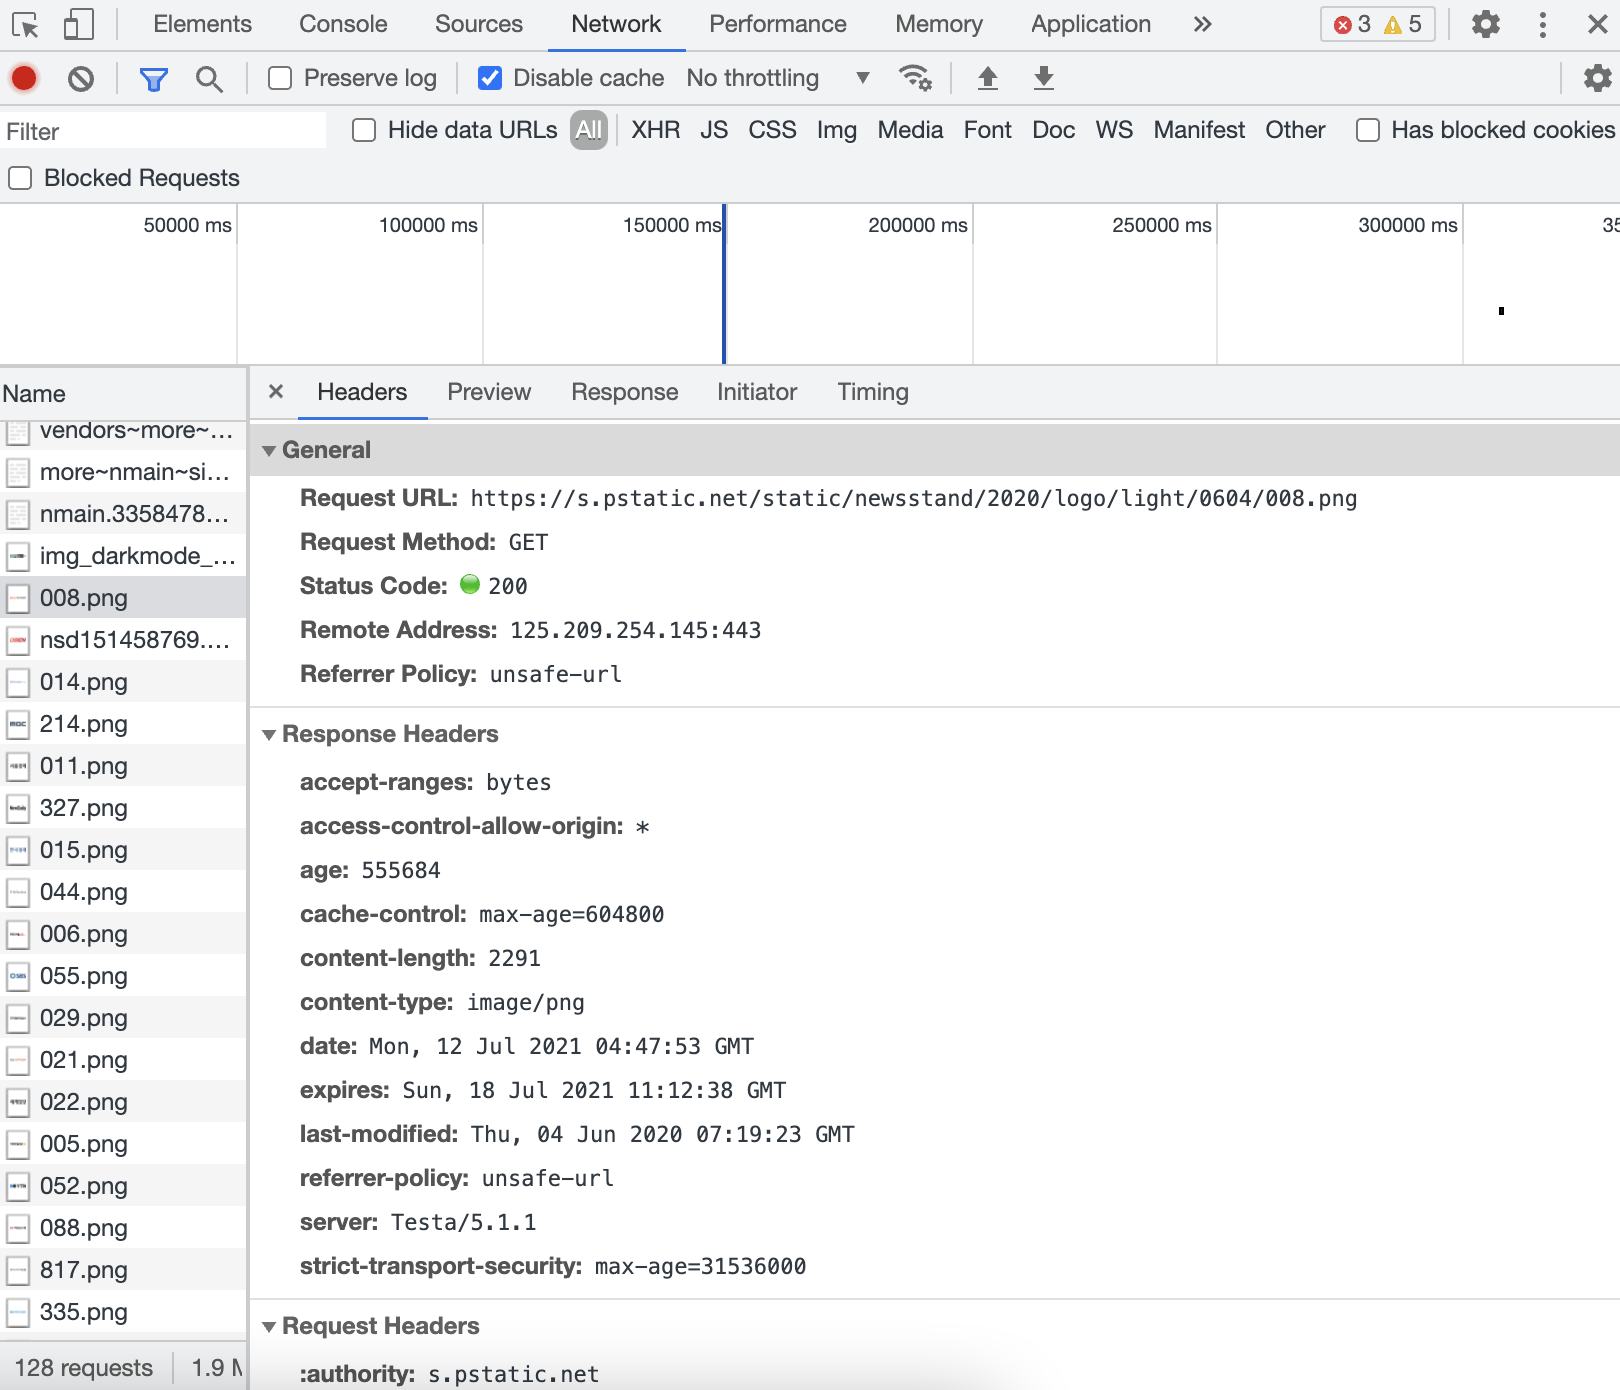 Elements Console Sources Network Performance Memory Application » 3 5
Preserve log Disable cache No throttling
Filter Hide data URLs All XHR JS CSS Img Media Font Doc WS Manifest Other Has blocked cookies
Blocked Requests
50000 ms 100000 ms 150000 ms 200000 ms 250000 ms 300000 ms 35
Name
vendors~more~...
more~nmain~si...
nmain.3358478...
img_darkmode_...
008.png
nsd151458769....
014.png
214.png
011.png
327.png
015.png
044.png
006.png
055.png
029.png
021.png
022.png
005.png
052.png
088.png
817.png
335.png
128 requests 1.9 M
Headers Preview Response Initiator Timing
General
Request URL: https://s.pstatic.net/static/newsstand/2020/logo/light/0604/008.png
Request Method: GET
Status Code: 200
Remote Address: 125.209.254.145:443
Referrer Policy: unsafe-url
Response Headers
accept-ranges: bytes
access-control-allow-origin: *
age: 555684
cache-control: max-age=604800
content-length: 2291
content-type: image/png
date: Mon, 12 Jul 2021 04:47:53 GMT
expires: Sun, 18 Jul 2021 11:12:38 GMT
last-modified: Thu, 04 Jun 2020 07:19:23 GMT
referrer-policy: unsafe-url
server: Testa/5.1.1
strict-transport-security: max-age=31536000
Request Headers
:authority: s.pstatic.net